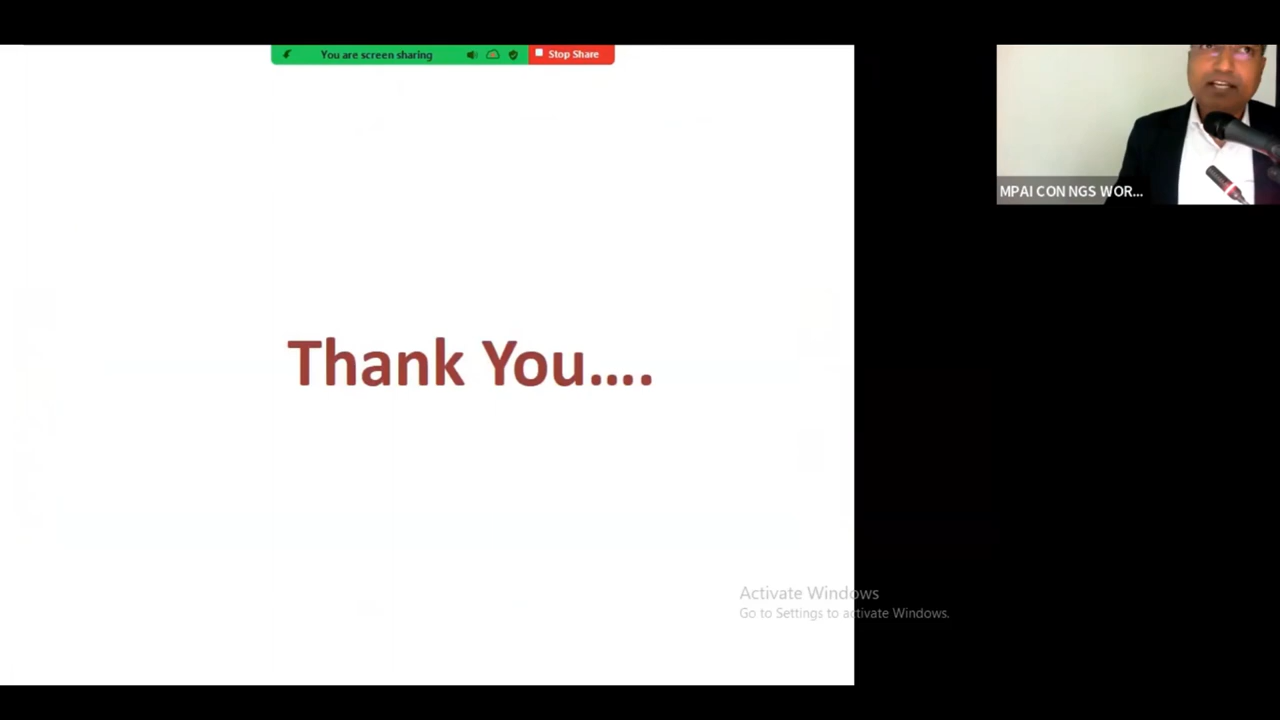 You are screen sharing
Stop Share
MPAI CON NGS WOR...
Thank You....
Activate Windows
Go to Settings to activate Windows.